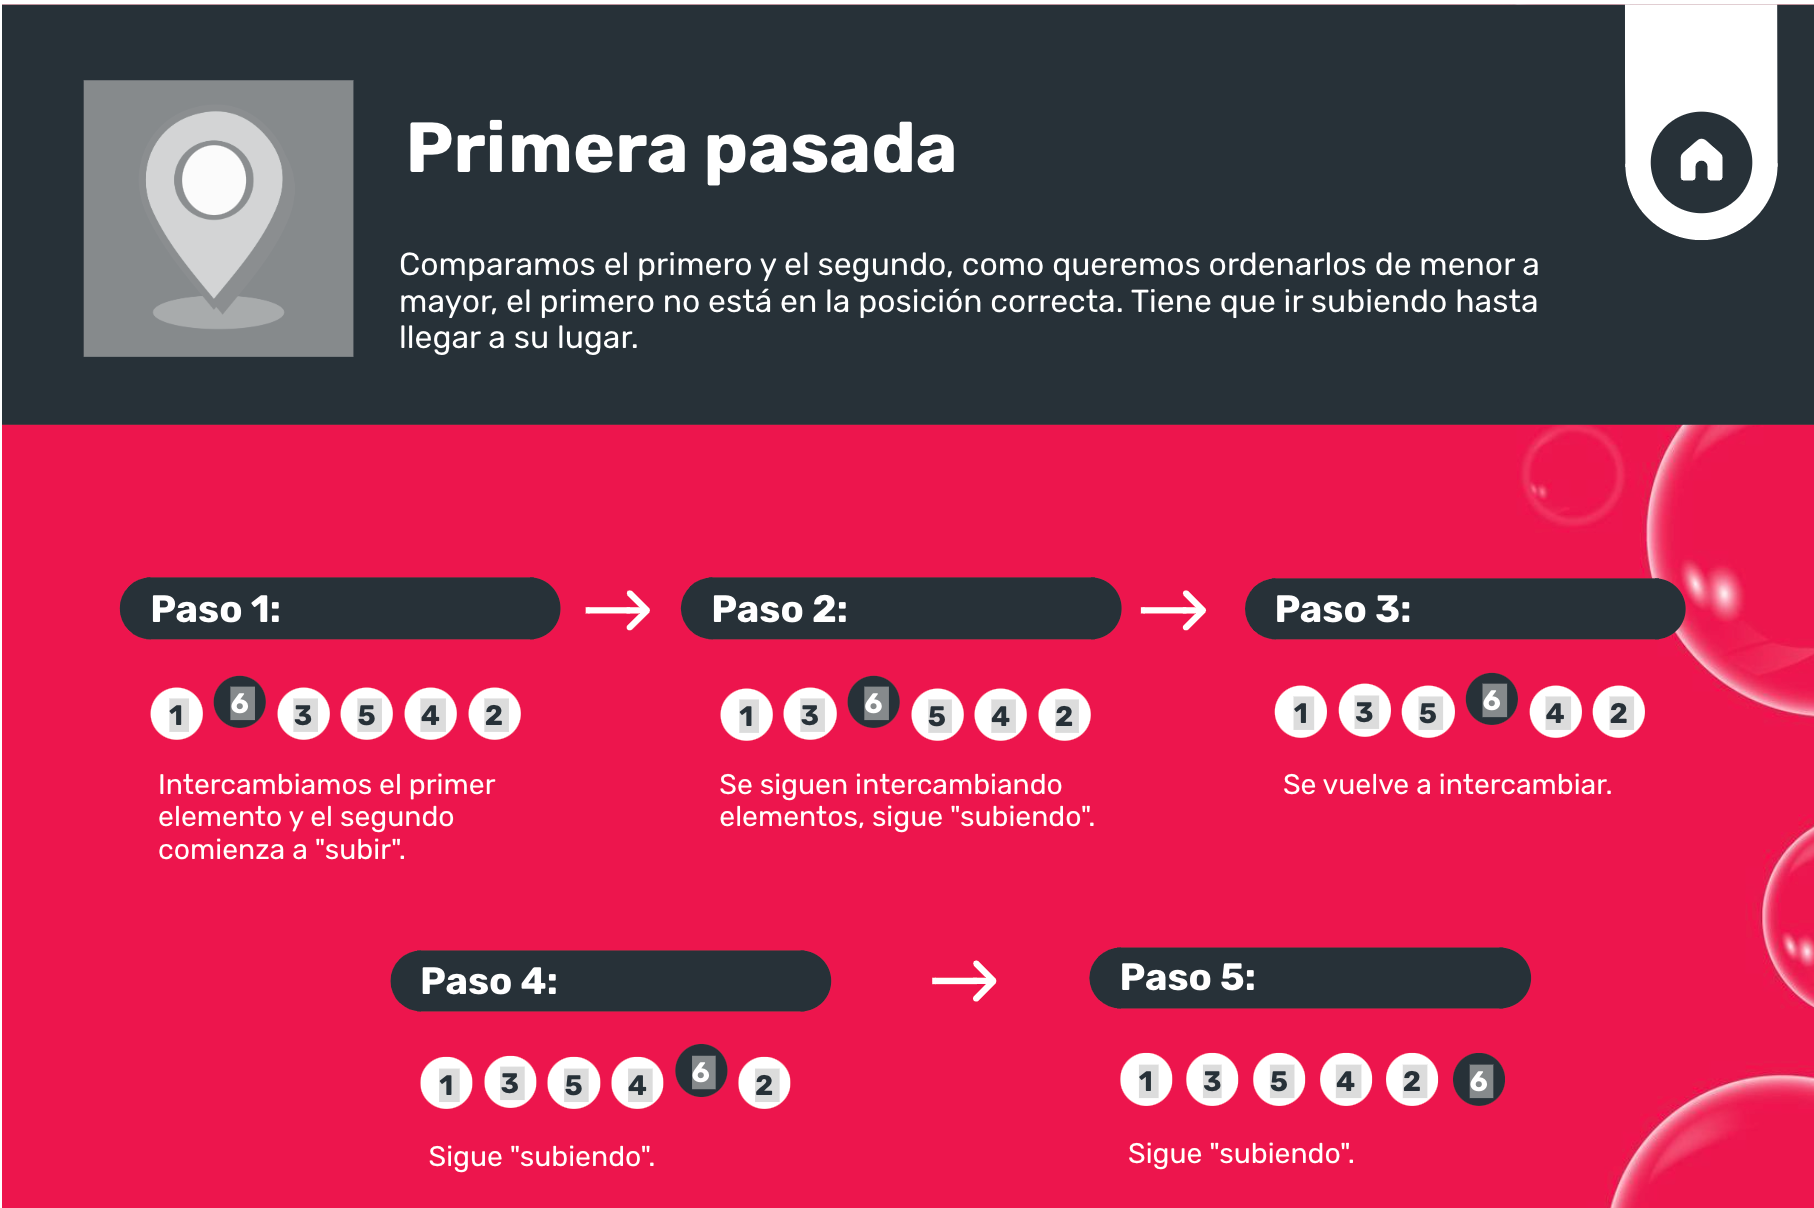 Primera pasada
Comparamos el primero y el segundo, como queremos ordenarlos de menor a
mayor, el primero no está en la posición correcta. Tiene que ir subiendo hasta
llegar a su lugar.
Paso 1:
1 6 3 5 4 2
Intercambiamos el primer
elemento y el segundo
comienza a "subir".
Paso 2:
1 3 6 5 4 2
Se siguen intercambiando
elementos, sigue "subiendo".
Paso 3:
1 3 5 6 4 2
Se vuelve a intercambiar.
Paso 4:
1 3 5 4 6 2
Sigue "subiendo".
Paso 5:
1 3 5 4 2 6
Sigue "subiendo".